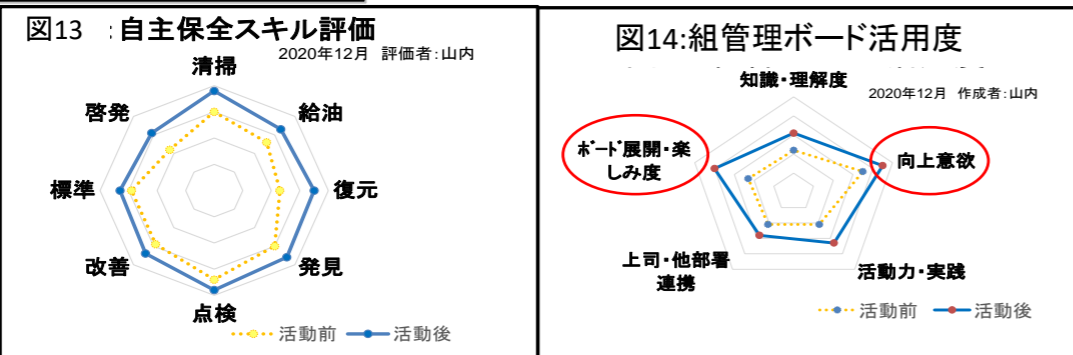 図13 :自主保全スキル評価
2020年12月 評価者:山内
清掃
給油
復元
発見
点検
改善
標準
啓発
活動前
活動後
図14:組管理ボード活用度
2020年12月 作成者:山内
知識・理解度
向上意欲
活動力・実践
上司・他部署
連携
ボード展開・楽
しみ度
活動前
活動後